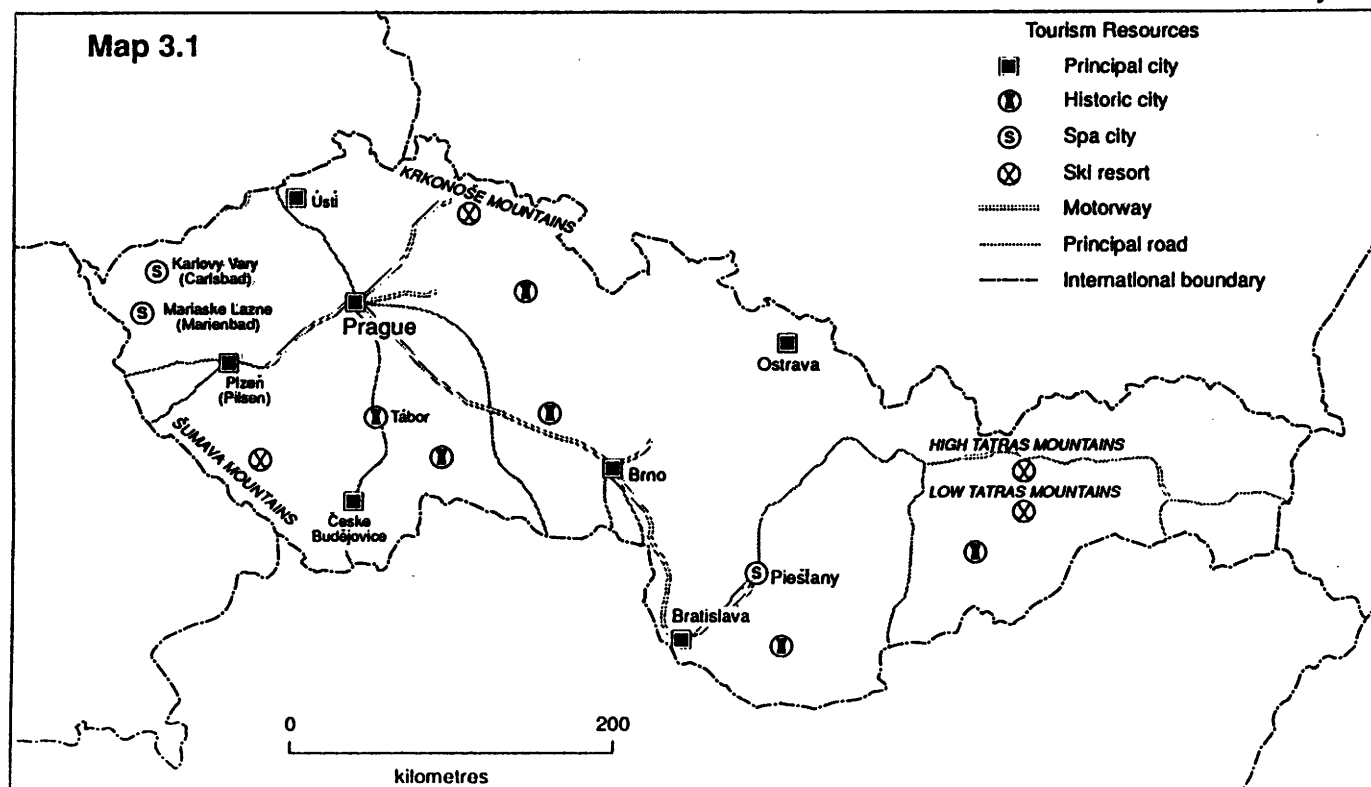 Map 3.1
Tourism Resources
Principal city
Historic city
S
Spa city
Ski resort
Motorway
Principal road
International boundary
KRKONOŠE MOUNTAINS
Ústí
S
Karlovy Vary
(Carlsbad)
S
Mariaske Lazne
(Marienbad)
Prague
Plzeň
(Pilsen)
Ostrava
Tábor
ŠUMAVA MOUNTAINS
Brno
HIGH TATRAS MOUNTAINS
LOW TATRAS MOUNTAINS
Česke
Budějovice
S
Piešťany
Bratislava
0
200
kilometres